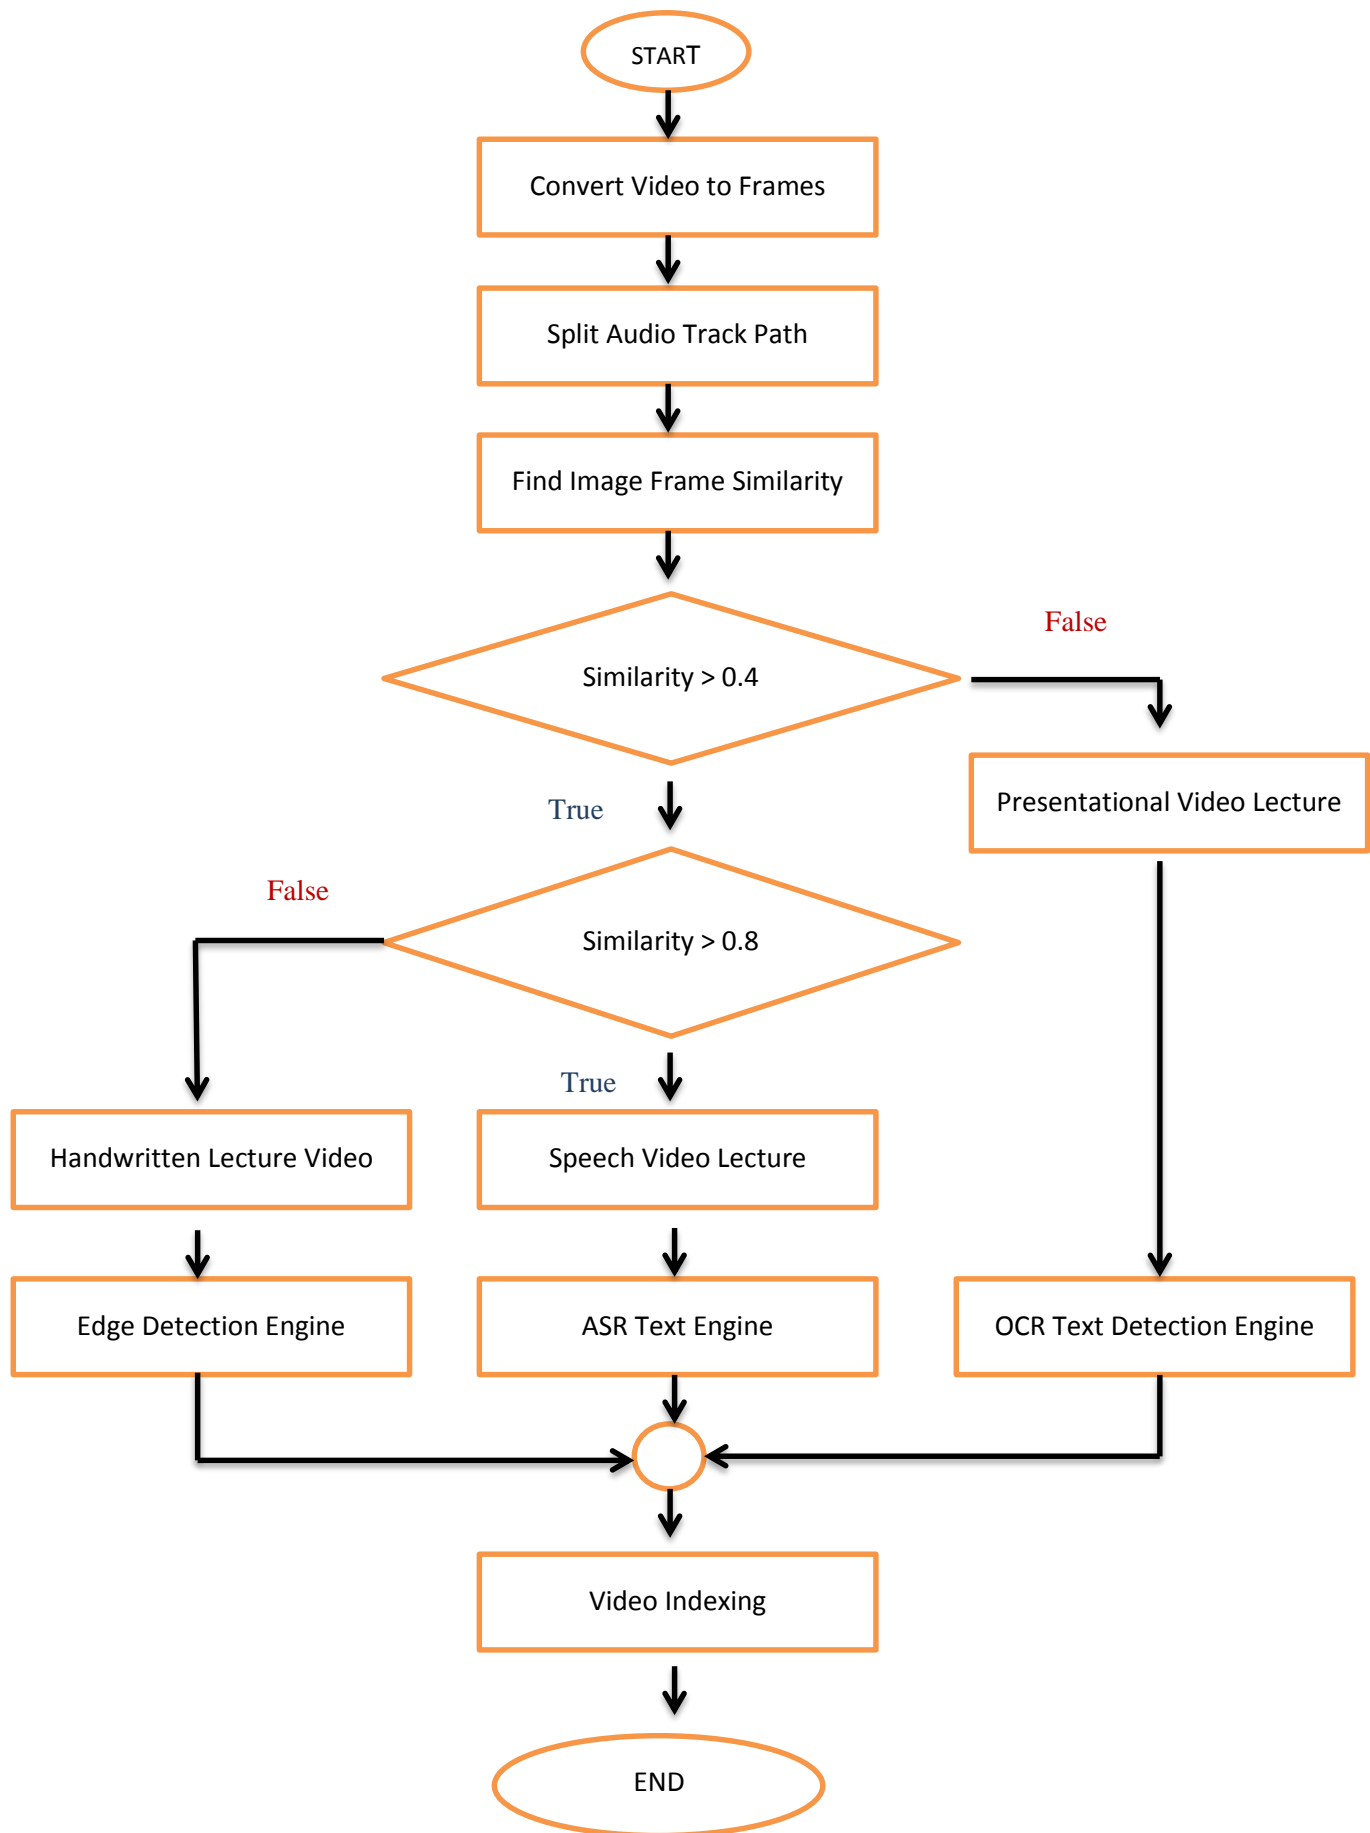 START
Convert Video to Frames
Split Audio Track Path
Find Image Frame Similarity
False
Similarity > 0.4
Presentational Video Lecture
True
False
Similarity > 0.8
True
Handwritten Lecture Video
Speech Video Lecture
Edge Detection Engine
ASR Text Engine
OCR Text Detection Engine
Video Indexing
END